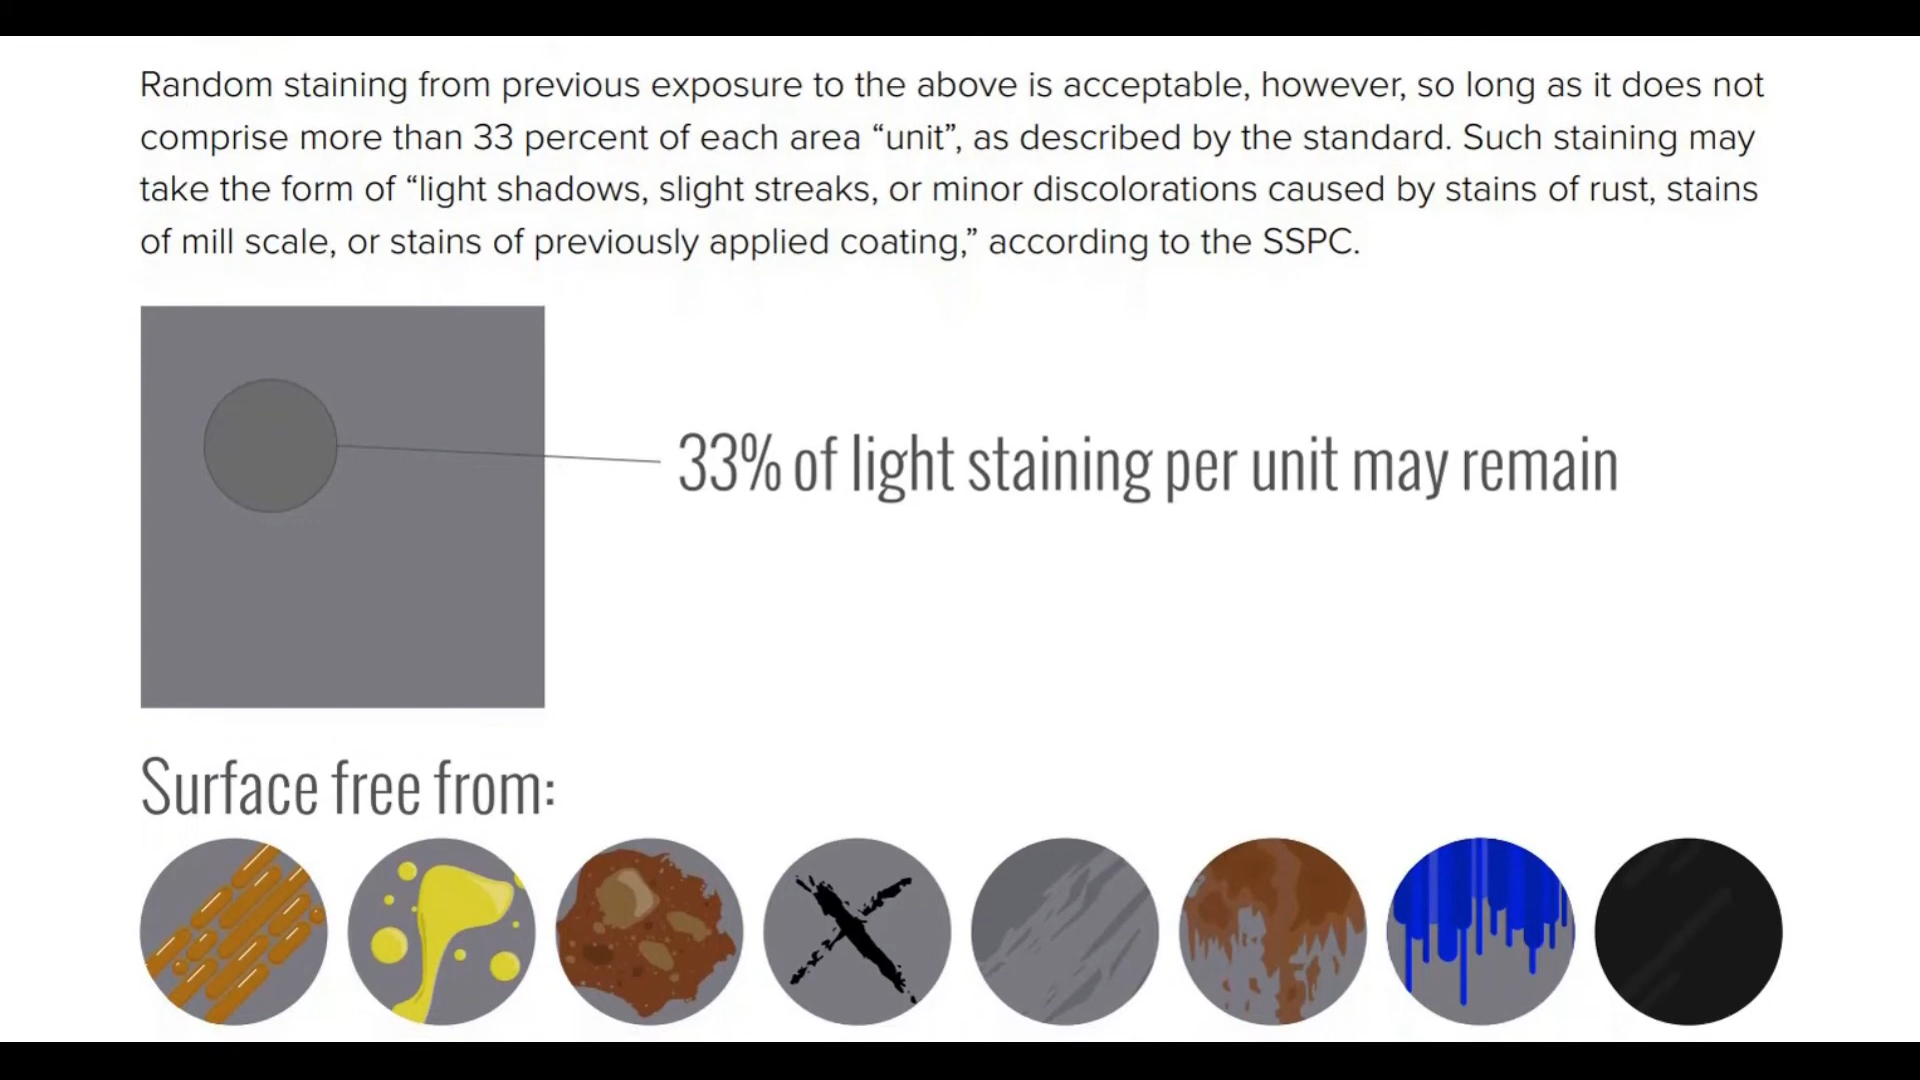 Random staining from previous exposure to the above is acceptable, however, so long as it does not
comprise more than 33 percent of each area “unit”, as described by the standard. Such staining may
take the form of “light shadows, slight streaks, or minor discolorations caused by stains of rust, stains
of mill scale, or stains of previously applied coating,” according to the SSPC.
33% of light staining per unit may remain
Surface free from: